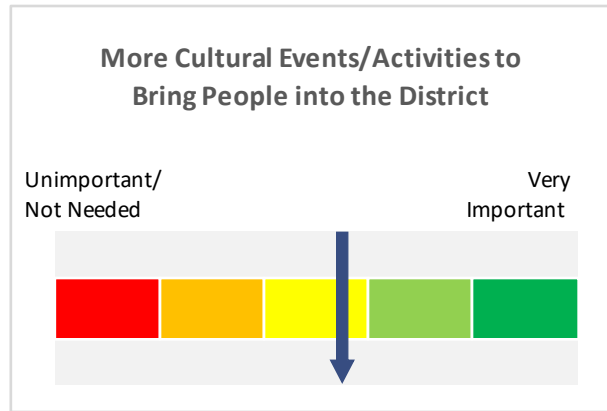 More Cultural Events/Activities to
Bring People into the District
Unimportant/
Not Needed
Very
Important